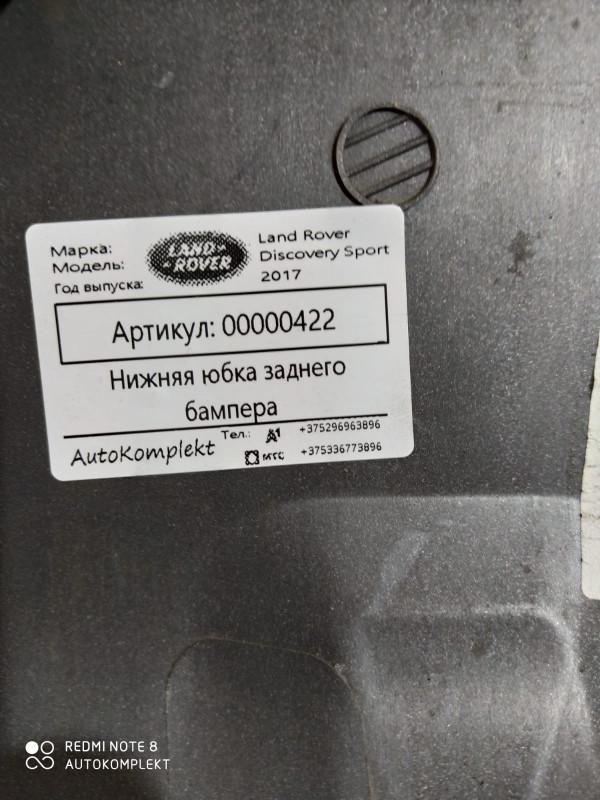 Марка:
Модель:
Год выпуска:
LAND-
-ROVER
Land Rover
Discovery Sport
2017
Артикул: 00000422
Нижняя юбка заднего
бампера
AutoKomplekt
Тел.: A1 +375296963896
МТС +375336773896
REDMI NOTE 8
AUTOKOMPLEKT